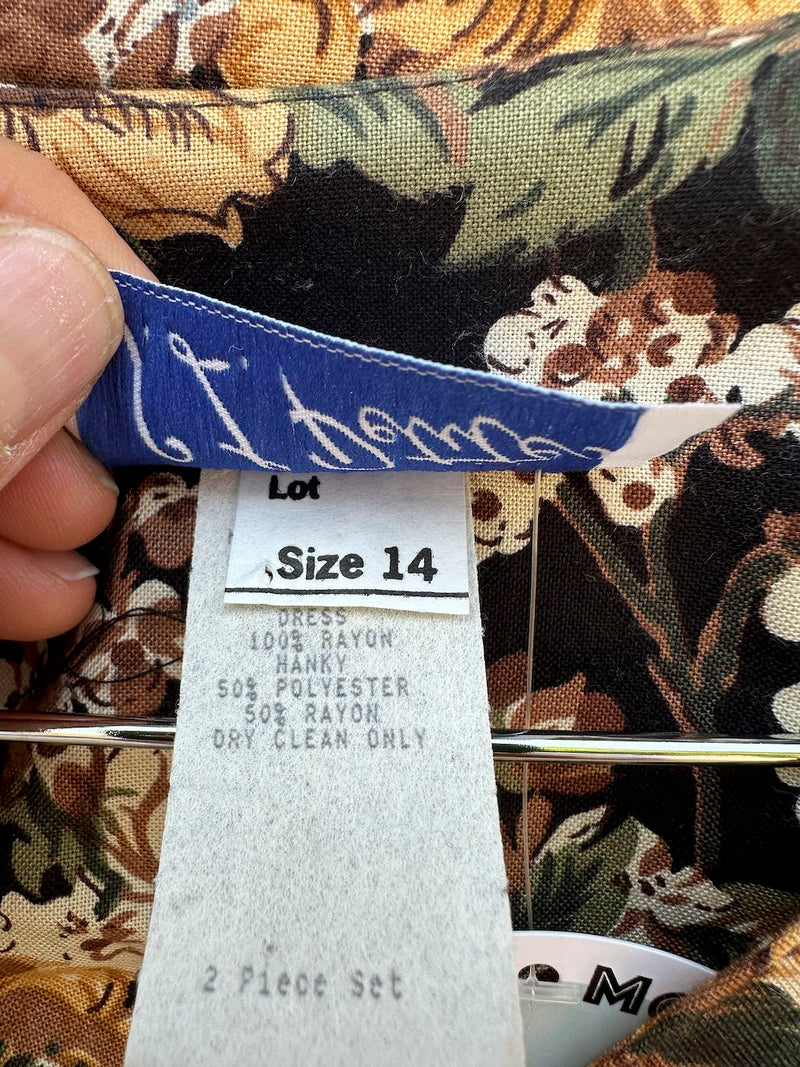 Lot
Size 14
DRESS
100% RAYON
HANKY
50% POLYESTER
50% RAYON
DRY CLEAN ONLY
2 Piece Set